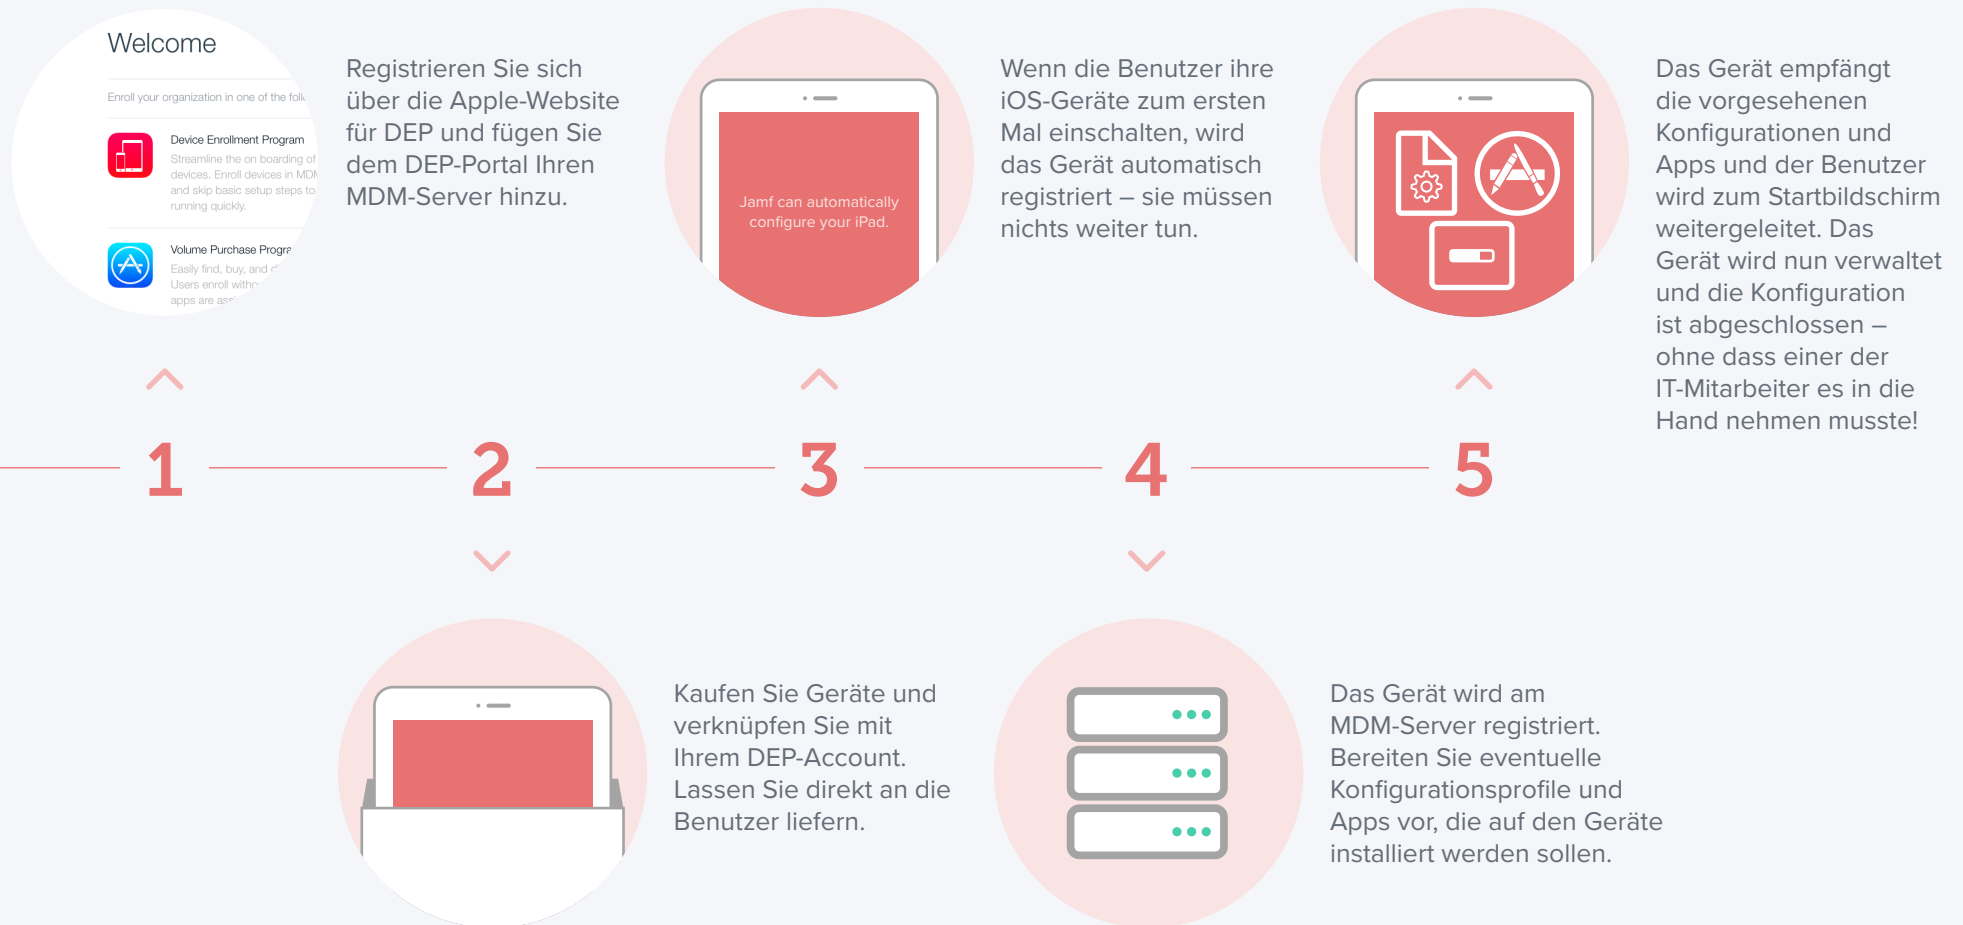 Welcome
Enroll your organization in one of the
Device Enrollment Program
Streamline the on boarding of
devices. Enroll devices in
and skip basic setup steps to
running quickly.
Volume Purchase
Easily find, buy, and
Users enroll
apps are
Registrieren Sie sich
über die Apple-Website
für DEP und fügen Sie
dem DEP-Portal Ihren
MDM-Server hinzu.
Jamf can automatically
configure your iPad.
Wenn die Benutzer ihre
iOS-Geräte zum ersten
Mal einschalten, wird
das Gerät automatisch
registriert – sie müssen
nichts weiter tun.
Das Gerät empfängt
die vorgesehenen
Konfigurationen und
Apps und der Benutzer
wird zum Startbildschirm
weitergeleitet. Das
Gerät wird nun verwaltet
und die Konfiguration
ist abgeschlossen –
ohne dass einer der
IT-Mitarbeiter es in die
Hand nehmen musste!
1 2 3 4 5
Kaufen Sie Geräte und
verknüpfen Sie mit
Ihrem DEP-Account.
Lassen Sie direkt an die
Benutzer liefern.
Das Gerät wird am
MDM-Server registriert.
Bereiten Sie eventuelle
Konfigurationsprofile und
Apps vor, die auf den Geräte
installiert werden sollen.